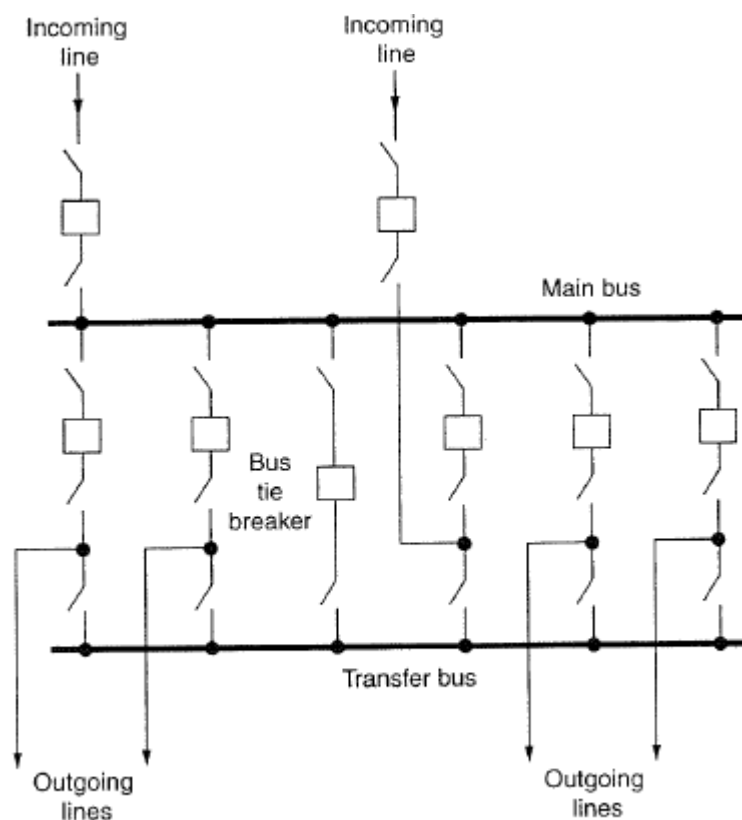 Incoming
line
Incoming
line
Main bus
Bus
tie
breaker
Transfer bus
Outgoing
lines
Outgoing
lines